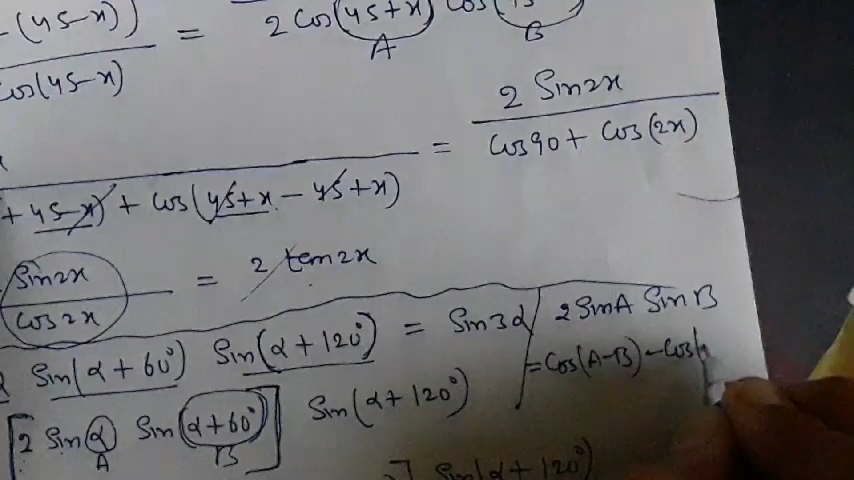 -(45-x)) = 2 Cos(45+x) Cos(
A B
Cos(45-x)
2 Sin2x
= Cos90 + Cos(2x)
+ 45-x) + Cos(45+x - 45+x)
Sin2x = 2 tan2x
Cos2x
Sin(α+60°) Sin(α+120°) = Sin3α
2 SinA SinB
= Cos(A-B) - Cos(
[2 Sin(α) Sin(α+60°)] Sin(α+120°)
A B
] Sin(α+120°)